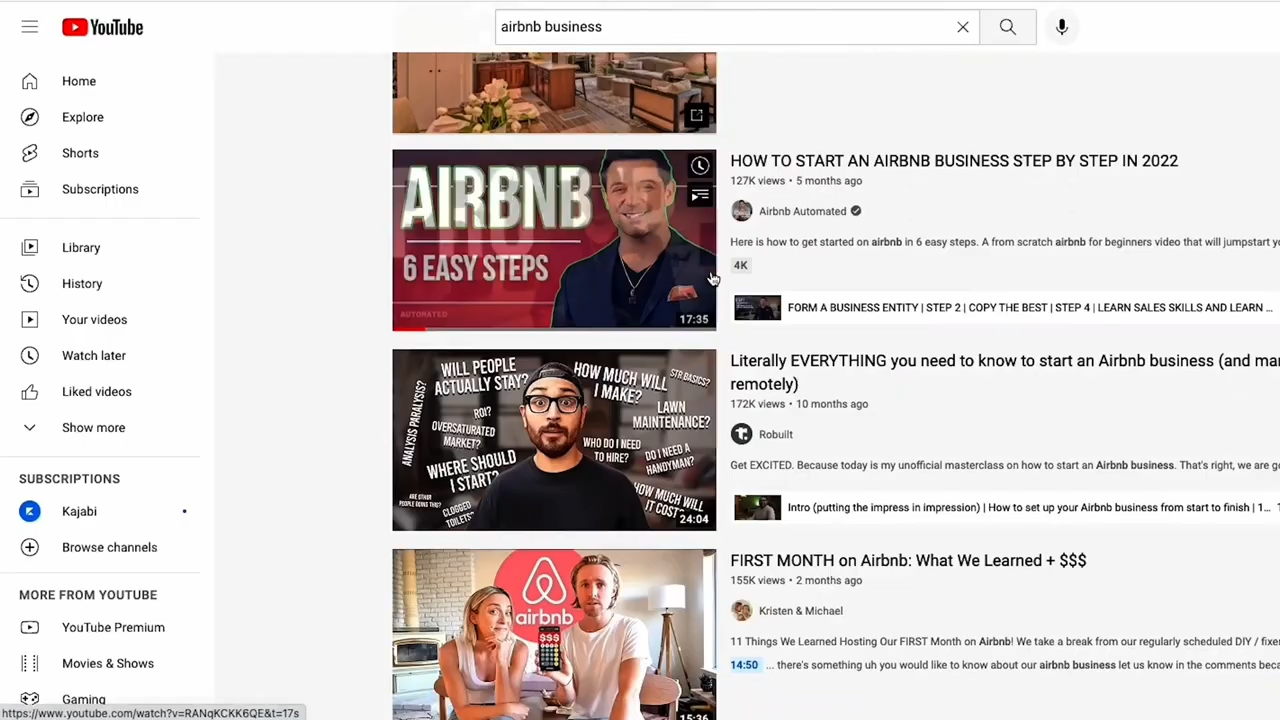 YouTube
airbnb business
Home
Explore
Shorts
Subscriptions
Library
History
Your videos
Watch later
Liked videos
Show more
SUBSCRIPTIONS
Kajabi
Browse channels
MORE FROM YOUTUBE
YouTube Premium
Movies & Shows
Gaming
https://www.youtube.com/watch?v=RANqKCKK6QE&t=17s
AIRBNB
6 EASY STEPS
AUTOMATED
17:35
HOW TO START AN AIRBNB BUSINESS STEP BY STEP IN 2022
127K views • 5 months ago
Airbnb Automated
Here is how to get started on airbnb in 6 easy steps. A from scratch airbnb for beginners video that will jumpstart
4K
FORM A BUSINESS ENTITY | STEP 2 | COPY THE BEST | STEP 4 | LEARN SALES SKILLS AND LEARN ...
WILL PEOPLE
ACTUALLY STAY?
HOW MUCH WILL
I MAKE?
STR BASICS?
ANALYSIS PARALYSIS?
ROI?
LAWN
MAINTENANCE?
OVERSATURATED
MARKET?
WHO DO I NEED
TO HIRE?
DO I NEED A
HANDYMAN?
WHERE SHOULD
I START?
ARE OTHER
PEOPLE DOING THIS?
CLOGGED
TOILETS?
HOW MUCH WILL
IT COST?
24:04
Literally EVERYTHING you need to know to start an Airbnb business (and
remotely)
172K views • 10 months ago
Robuilt
Get EXCITED. Because today is my unofficial masterclass on how to start an Airbnb business. That's right, we are
Intro (putting the impress in impression) | How to set up your Airbnb business from start to finish | 1...
airbnb
$$$
15:36
FIRST MONTH on Airbnb: What We Learned + $$$
155K views • 2 months ago
Kristen & Michael
11 Things We Learned Hosting Our FIRST Month on Airbnb! We take a break from our regularly scheduled DIY /
14:50 ... there's something uh you would like to know about our airbnb business let us know in the comments